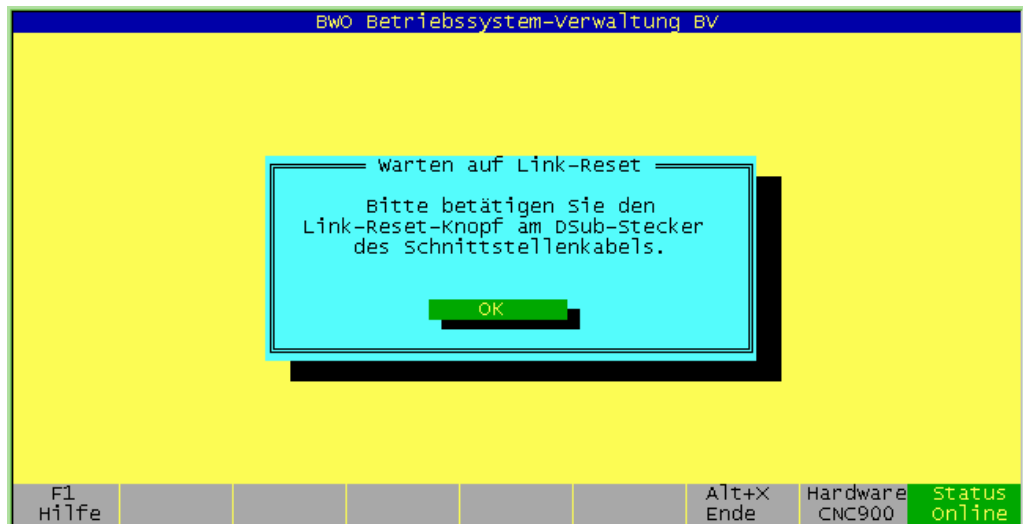 BWO Betriebssystem-Verwaltung BV
Warten auf Link-Reset
Bitte betätigen Sie den
Link-Reset-Knopf am DSub-Stecker
des Schnittstellenkabels.
OK
F1
Hilfe
Alt+X
Ende
Hardware
CNC900
Status
Online